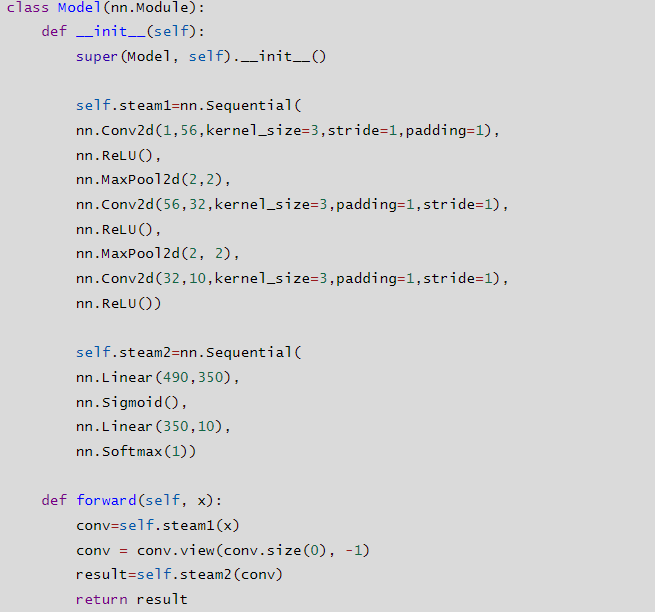 class Model(nn.Module):
    def __init__(self):
        super(Model, self).__init__()

        self.steam1=nn.Sequential(
        nn.Conv2d(1,56,kernel_size=3,stride=1,padding=1),
        nn.ReLU(),
        nn.MaxPool2d(2,2),
        nn.Conv2d(56,32,kernel_size=3,padding=1,stride=1),
        nn.ReLU(),
        nn.MaxPool2d(2, 2),
        nn.Conv2d(32,10,kernel_size=3,padding=1,stride=1),
        nn.ReLU())

        self.steam2=nn.Sequential(
        nn.Linear(490,350),
        nn.Sigmoid(),
        nn.Linear(350,10),
        nn.Softmax(1))

    def forward(self, x):
        conv=self.steam1(x)
        conv = conv.view(conv.size(0), -1)
        result=self.steam2(conv)
        return result